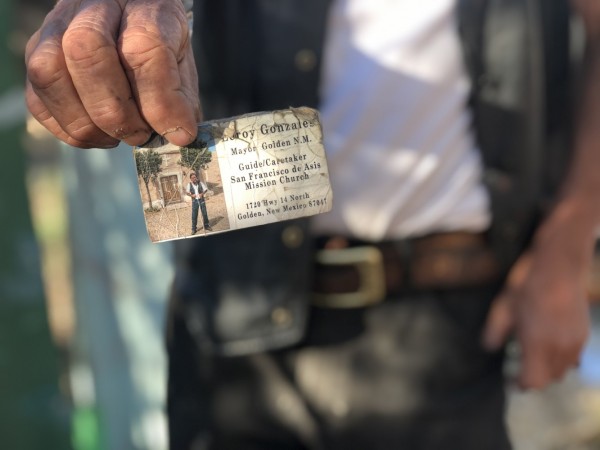 Leroy Gonzales
Mayor Golden N.M.
Guide/Caretaker
San Francisco de Asis
Mission Church
1720 Hwy 14 North
Golden, New Mexico 87047